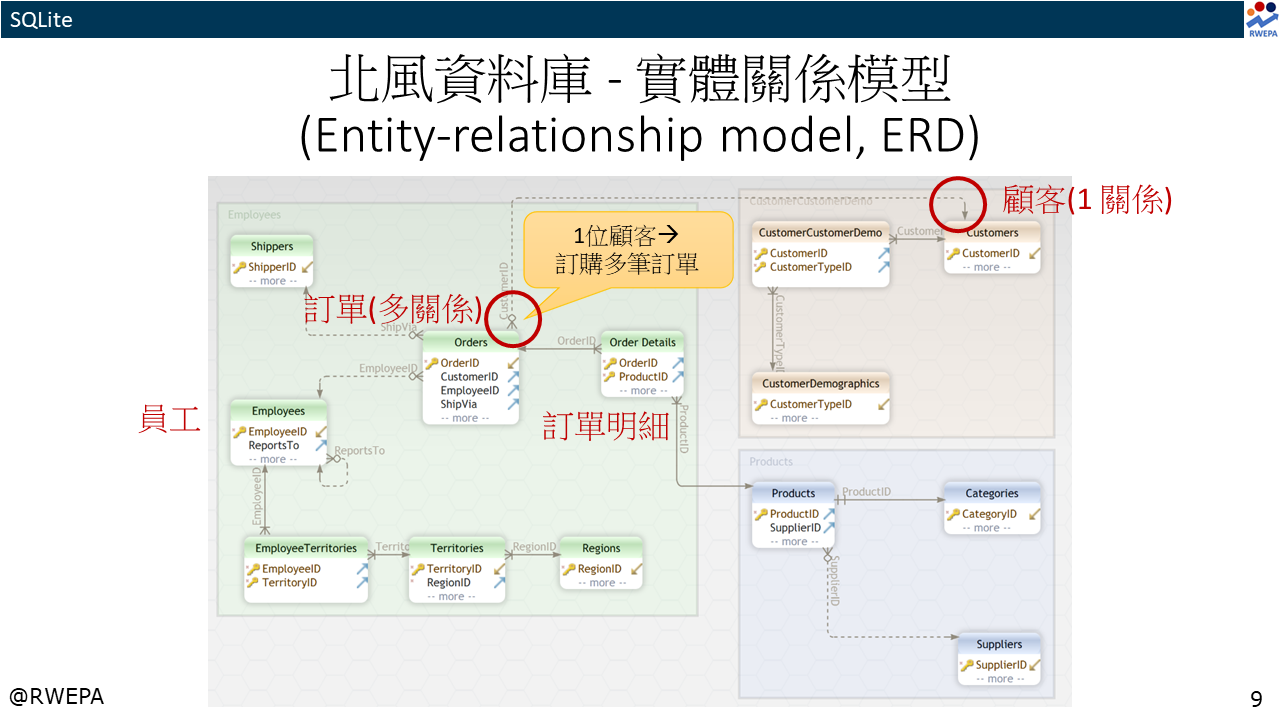 SQLite
RWEPA
北風資料庫 - 實體關係模型
(Entity-relationship model, ERD)
Employees
CustomerCustomerDemo
顧客(1 關係)
1位顧客→
訂購多筆訂單
Shippers
ShipperID
-- more --
訂單(多關係)
ShipVia
CustomerID
CustomerCustomerDemo
CustomerID
CustomerTypeID
Customer
Customers
CustomerID
-- more --
Orders
OrderID
CustomerID
EmployeeID
ShipVia
-- more --
OrderID
Order Details
OrderID
ProductID
-- more --
EmployeeID
CustomerTypeID
CustomerDemographics
CustomerTypeID
-- more --
員工
Employees
EmployeeID
ReportsTo
-- more --
ReportsTo
訂單明細
ProductID
EmployeeID
Products
Products
ProductID
SupplierID
-- more --
ProductID
Categories
CategoryID
-- more --
EmployeeTerritories
EmployeeID
TerritoryID
Territo
Territories
TerritoryID
RegionID
-- more --
RegionID
Regions
RegionID
-- more --
SupplierID
Suppliers
SupplierID
-- more --
@RWEPA
9